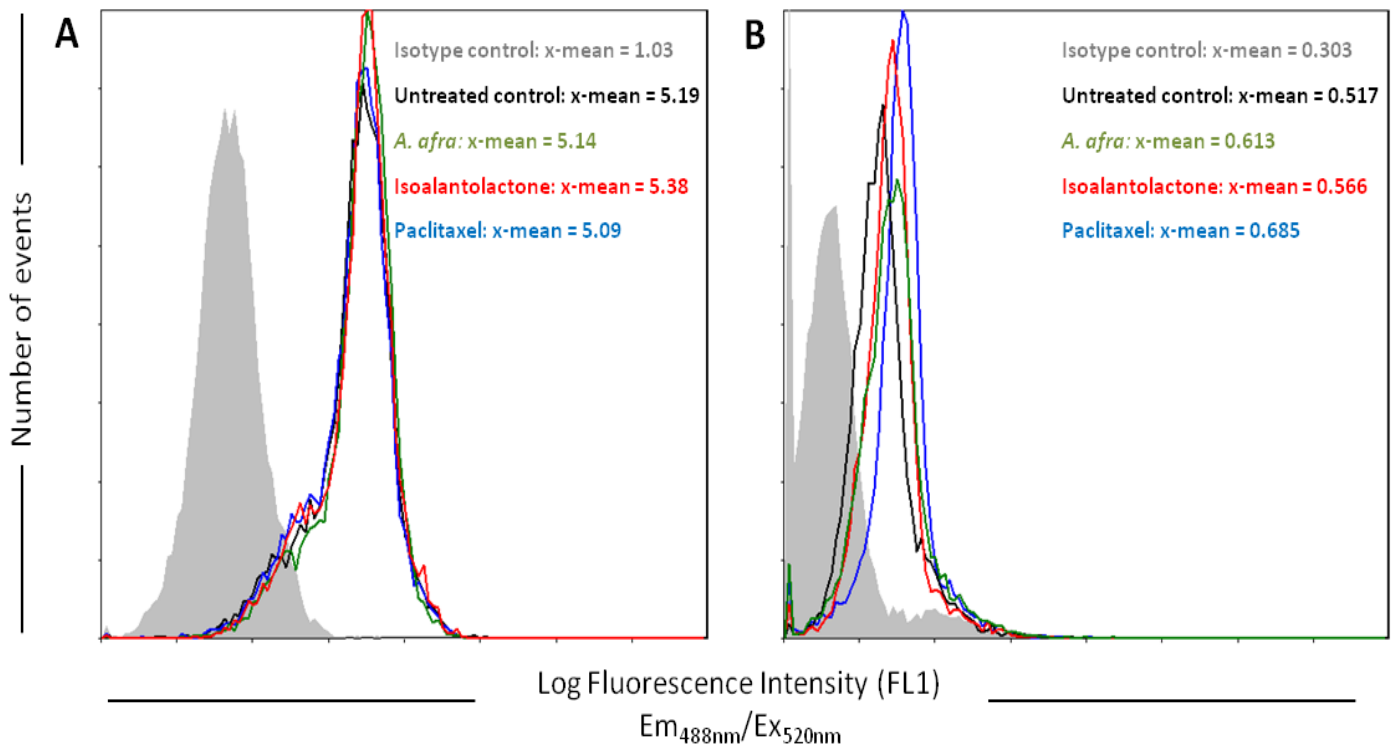 A
Isotype control: x-mean = 1.03
Untreated control: x-mean = 5.19
A. afra: x-mean = 5.14
Isoalantolactone: x-mean = 5.38
Paclitaxel: x-mean = 5.09
B
Isotype control: x-mean = 0.303
Untreated control: x-mean = 0.517
A. afra: x-mean = 0.613
Isoalantolactone: x-mean = 0.566
Paclitaxel: x-mean = 0.685
Number of events
Log Fluorescence Intensity (FL1)
Em488nm/Ex520nm